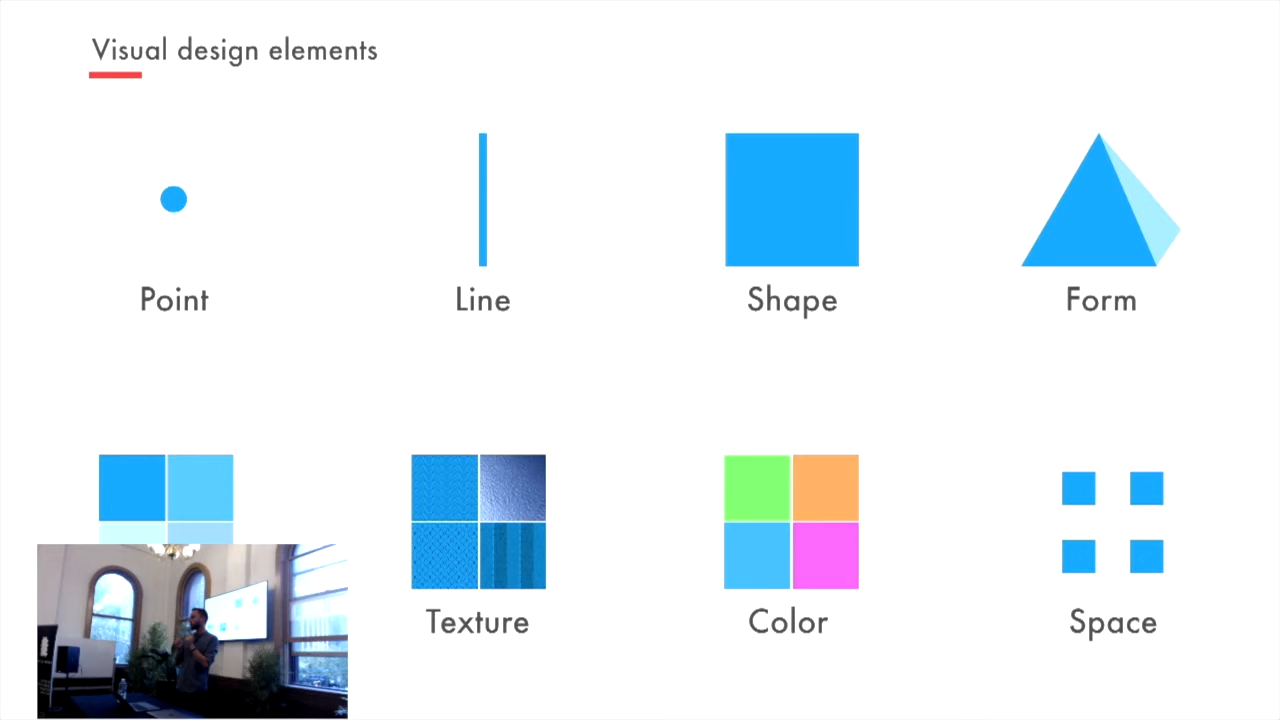 Visual design elements
Point
Line
Shape
Form
Texture
Color
Space